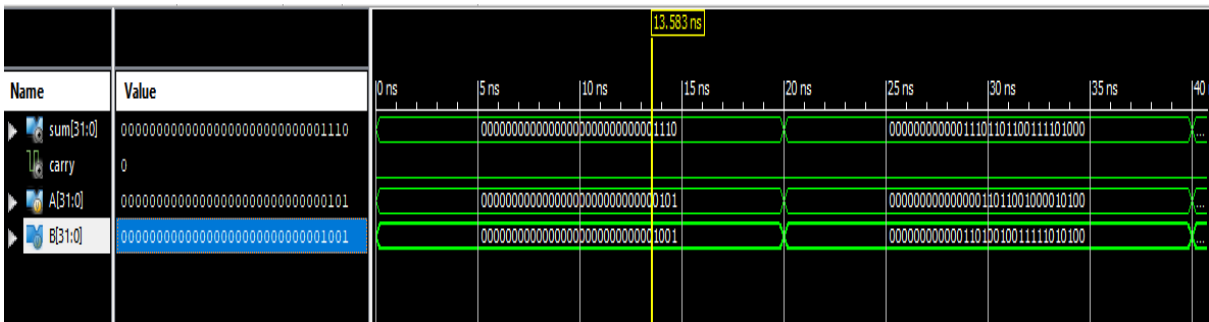 13.583 ns
Name Value 0 ns 5 ns 10 ns 15 ns 20 ns 25 ns 30 ns 35 ns 40
sum[31:0] 00000000000000000000000000001110 00000000000000000000000000001110 00000000000011101101100111101000 ...
carry 0
A[31:0] 00000000000000000000000000000101 00000000000000000000000000000101 00000000000000011011001000010100 ...
B[31:0] 00000000000000000000000000001001 00000000000000000000000000001001 00000000000011010010011111010100 ...